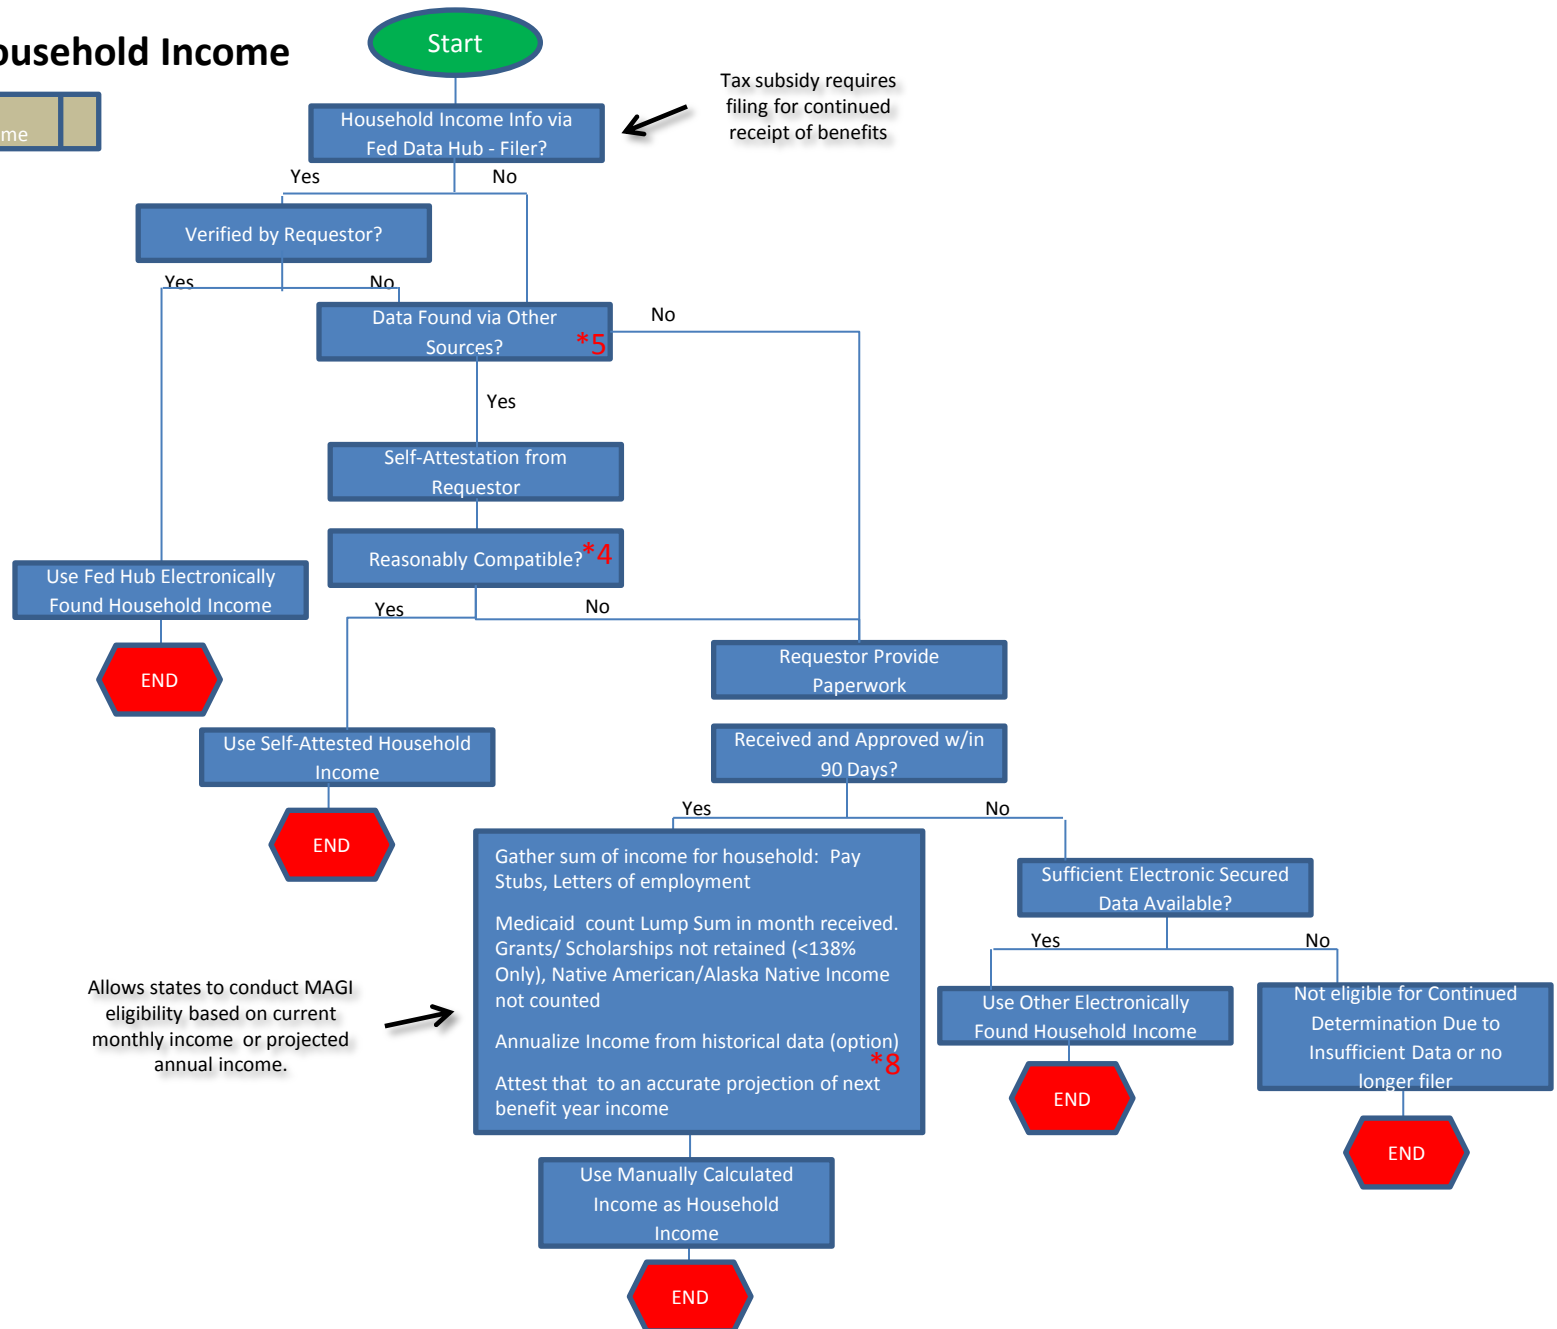 ousehold Income
me
Start
Tax subsidy requires
filing for continued
receipt of benefits
Household Income Info via
Fed Data Hub - Filer?
Yes
No
Verified by Requestor?
Yes
No
Data Found via Other
Sources?
*5
No
Yes
Self-Attestation from
Requestor
Reasonably Compatible?
*4
Use Fed Hub Electronically
Found Household Income
Yes
No
END
Requestor Provide
Paperwork
Use Self-Attested Household
Income
Received and Approved w/in
90 Days?
END
Yes
No
Gather sum of income for household:  Pay
Stubs, Letters of employment
Medicaid  count Lump Sum in month received.
Grants/ Scholarships not retained (<138%
Only), Native American/Alaska Native Income
not counted
Annualize Income from historical data (option)
*8
Attest that  to an accurate projection of next
benefit year income
Sufficient Electronic Secured
Data Available?
Yes
No
Allows states to conduct MAGI
eligibility based on current
monthly income  or projected
annual income.
Use Other Electronically
Found Household Income
Not eligible for Continued
Determination Due to
Insufficient Data or no
longer filer
END
END
Use Manually Calculated
Income as Household
Income
END